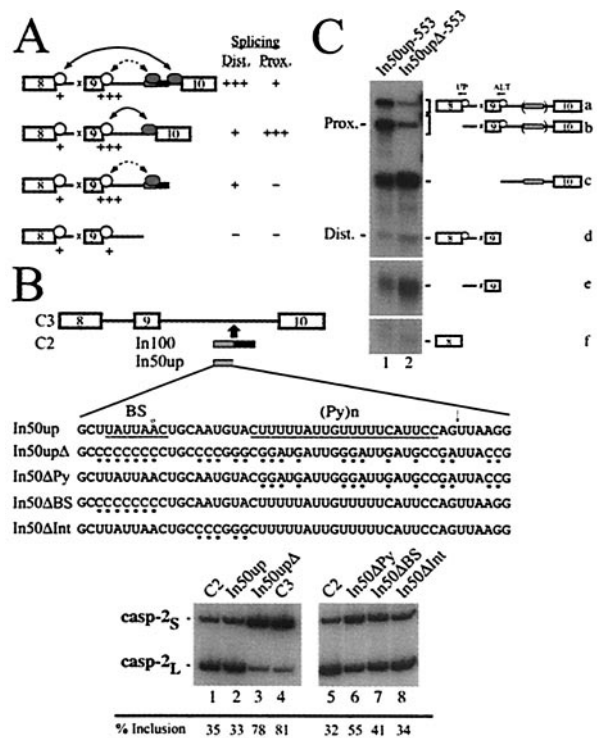 A
Splicing
Dist. Prox.
8 x 9 10 +++ +
+ +++
8 x 9 10 + +++
+ +++
8 x 9 + –
+ +++
8 x 9 – –
+ +
B
C3 8 9 10
C2 In100
In50up
BS (Py)n
In50up GCUUAUUAACUGCAAUGUACUUUUUAUUGUUUUUCAUUCCAGUUAAGG
In50upΔ GCCCCCCCCCUGCCCCGGGCGGAUGAUUGGGAUUGAUGCCGAUUACCG
In50ΔPy GCUUAUUAACUGCAAUGUACGGAUGAUUGGGAUUGAUGCCGAUUACCG
In50ΔBS GCCCCCCCCCUGCAAUGUACUUUUUAUUGUUUUUCAUUCCAGUUAAGG
In50ΔInt GCUUAUUAACUGCCCCGGGCUUUUUAUUGUUUUUCAUUCCAGUUAAGG
C2 In50up In50upΔ C3 C2 In50ΔPy In50ΔBS In50ΔInt
casp-2S -
casp-2L -
1 2 3 4 5 6 7 8
% Inclusion 35 33 78 81 32 55 41 34
C
In50up-553 In50upΔ-553
UP ALT
8 x 9 10 a
Prox. - x 9 10 b
- 10 c
Dist. - - 8 x 9 d
- x 9 e
- 8 f
1 2